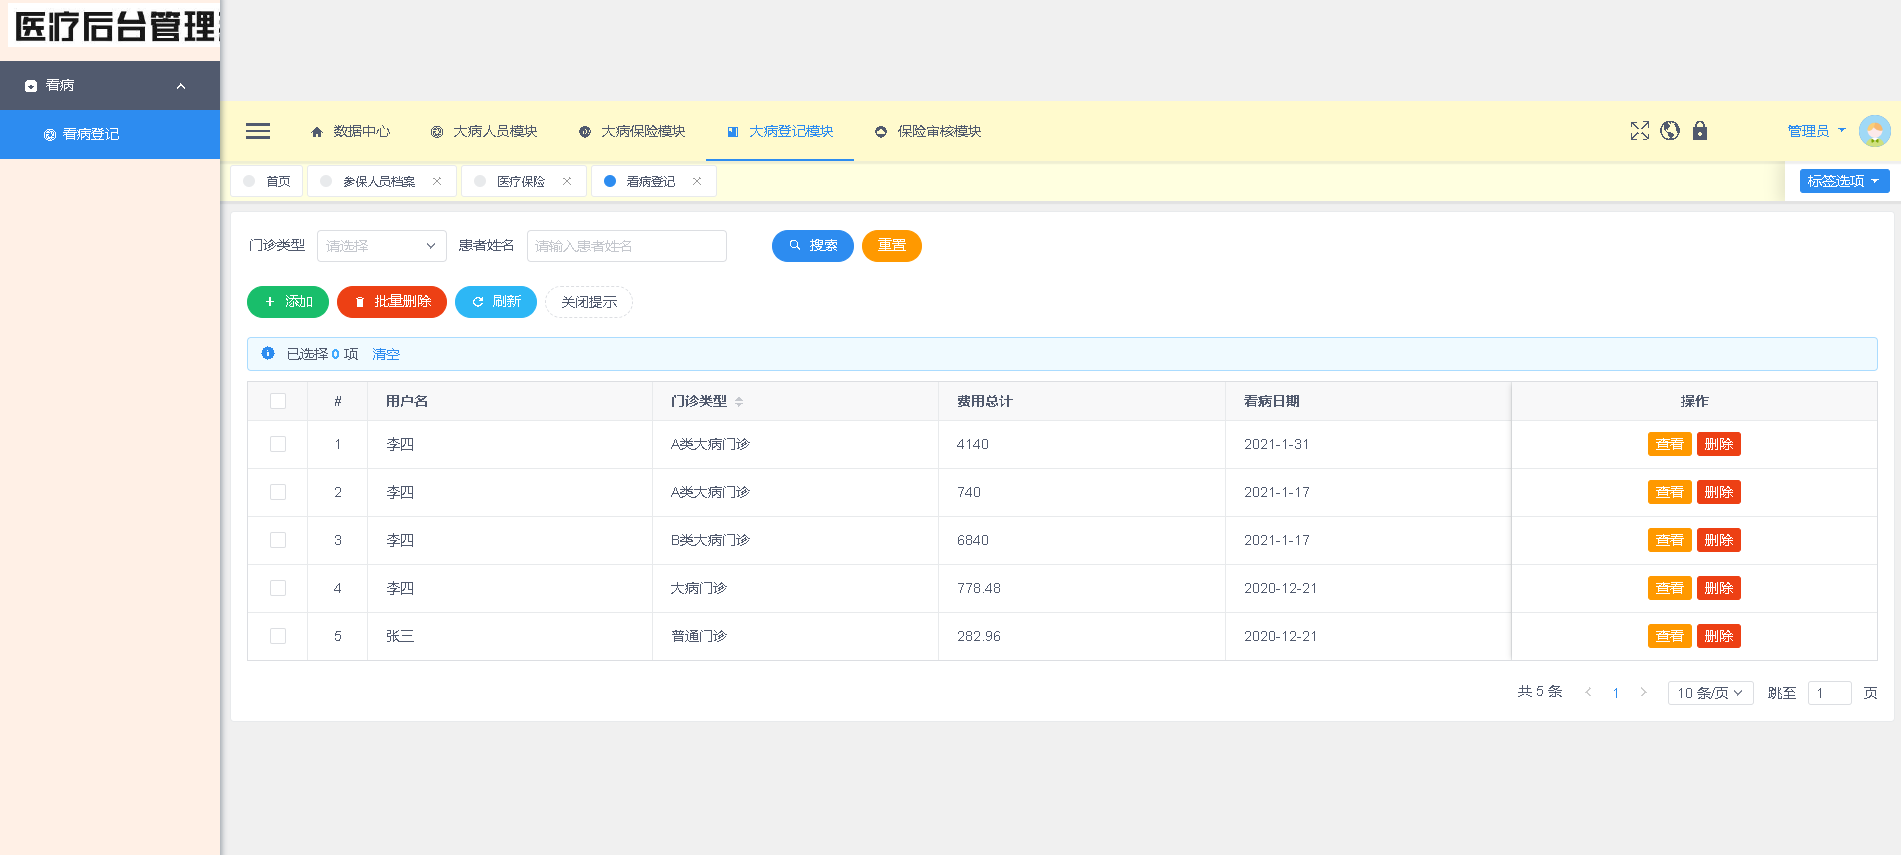 医疗后台管理
看病
看病登记
数据中心 大病人员模块 大病保险模块 大病登记模块 保险审核模块 管理员
首页 参保人员档案 医疗保险 看病登记 标签选项
门诊类型 请选择 患者姓名 请输入患者姓名 搜索 重置
添加 批量删除 刷新 关闭提示
已选择 0 项 清空
# 用户名 门诊类型 费用总计 看病日期 操作
1 李四 A类大病门诊 4140 2021-1-31 查看 删除
2 李四 A类大病门诊 740 2021-1-17 查看 删除
3 李四 B类大病门诊 6840 2021-1-17 查看 删除
4 李四 大病门诊 778.48 2020-12-21 查看 删除
5 张三 普通门诊 282.96 2020-12-21 查看 删除
共 5 条 1 10 条/页 跳至 1 页